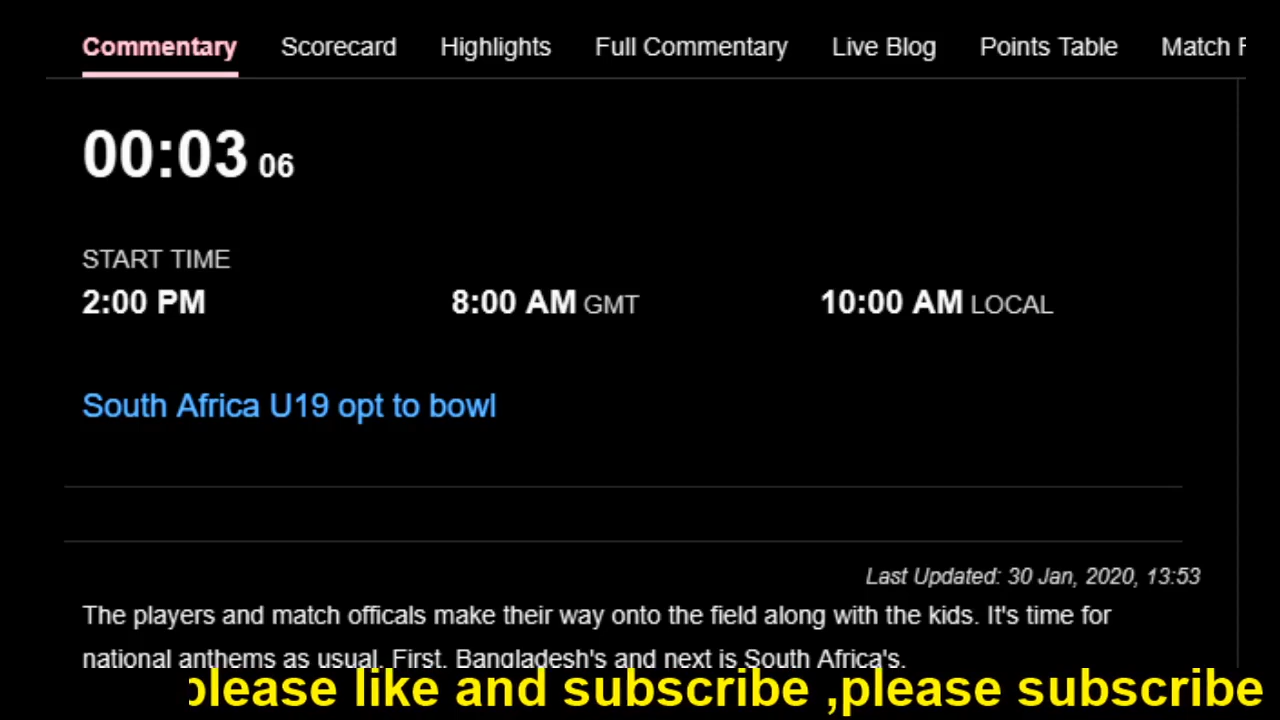 Commentary Scorecard Highlights Full Commentary Live Blog Points Table Match F
00:03 06
START TIME
2:00 PM 8:00 AM GMT 10:00 AM LOCAL
South Africa U19 opt to bowl
Last Updated: 30 Jan, 2020, 13:53
The players and match officals make their way onto the field along with the kids. It's time for
national anthems as usual. First, Bangladesh's and next is South Africa's.
please like and subscribe ,please subscribe